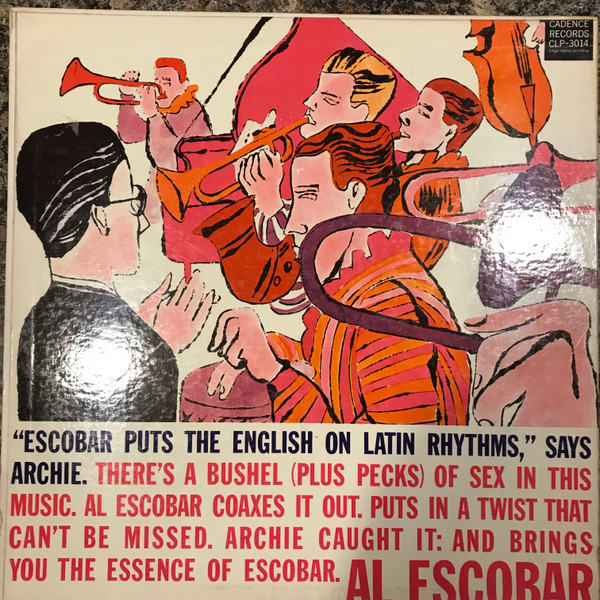 CADENCE
RECORDS
CLP-3014
"ESCOBAR PUTS THE ENGLISH ON LATIN RHYTHMS," SAYS
ARCHIE. THERE'S A BUSHEL (PLUS PECKS) OF SEX IN THIS
MUSIC. AL ESCOBAR COAXES IT OUT. PUTS IN A TWIST THAT
CAN'T BE MISSED. ARCHIE CAUGHT IT: AND BRINGS
YOU THE ESSENCE OF ESCOBAR. AL ESCOBAR